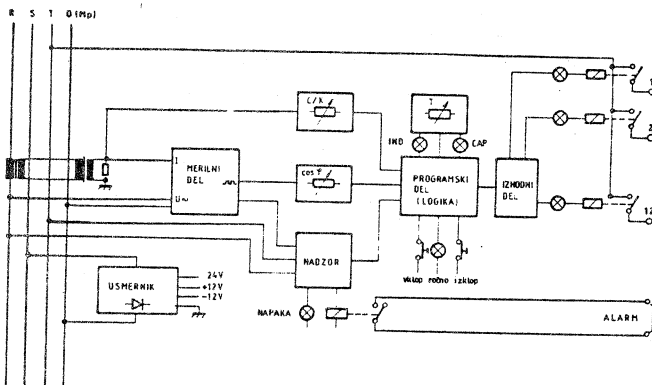 R S T 0 (Mp)
C/K
T
IND
CAP
1
2
12
I
U~
MERILNI
DEL
cos φ
PROGRAMSKI
DEL
(LOGIKA)
IZHODNI
DEL
NADZOR
vklop ročno izklop
USMERNIK
24V
+12V
-12V
NAPAKA
ALARM